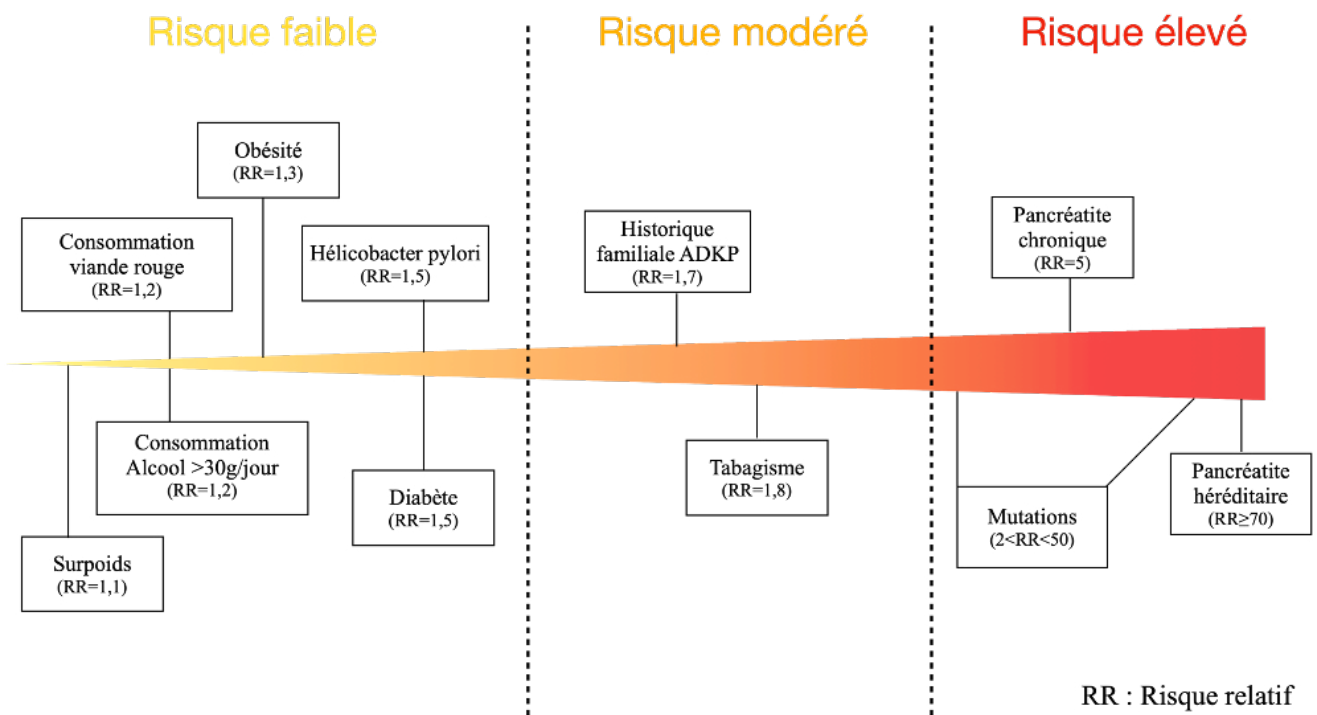 Risque faible
Risque modéré
Risque élevé
Obésité
(RR=1,3)
Consommation
viande rouge
(RR=1,2)
Hélicobacter pylori
(RR=1,5)
Historique
familiale ADKP
(RR=1,7)
Pancréatite
chronique
(RR=5)
Surpoids
(RR=1,1)
Consommation
Alcool >30g/jour
(RR=1,2)
Diabète
(RR=1,5)
Tabagisme
(RR=1,8)
Mutations
(2<RR<50)
Pancréatite
héréditaire
(RR≥70)
RR : Risque relatif